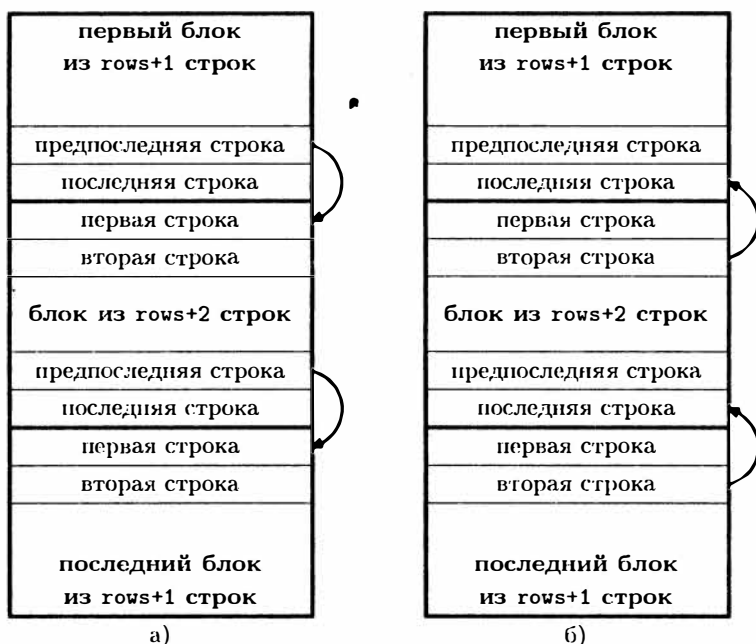 первый блок
из rows+1 строк
предпоследняя строка
последняя строка
первая строка
вторая строка
блок из rows+2 строк
предпоследняя строка
последняя строка
первая строка
вторая строка
последний блок
из rows+1 строк
а)
первый блок
из rows+1 строк
предпоследняя строка
последняя строка
первая строка
вторая строка
блок из rows+2 строк
предпоследняя строка
последняя строка
первая строка
вторая строка
последний блок
из rows+1 строк
б)